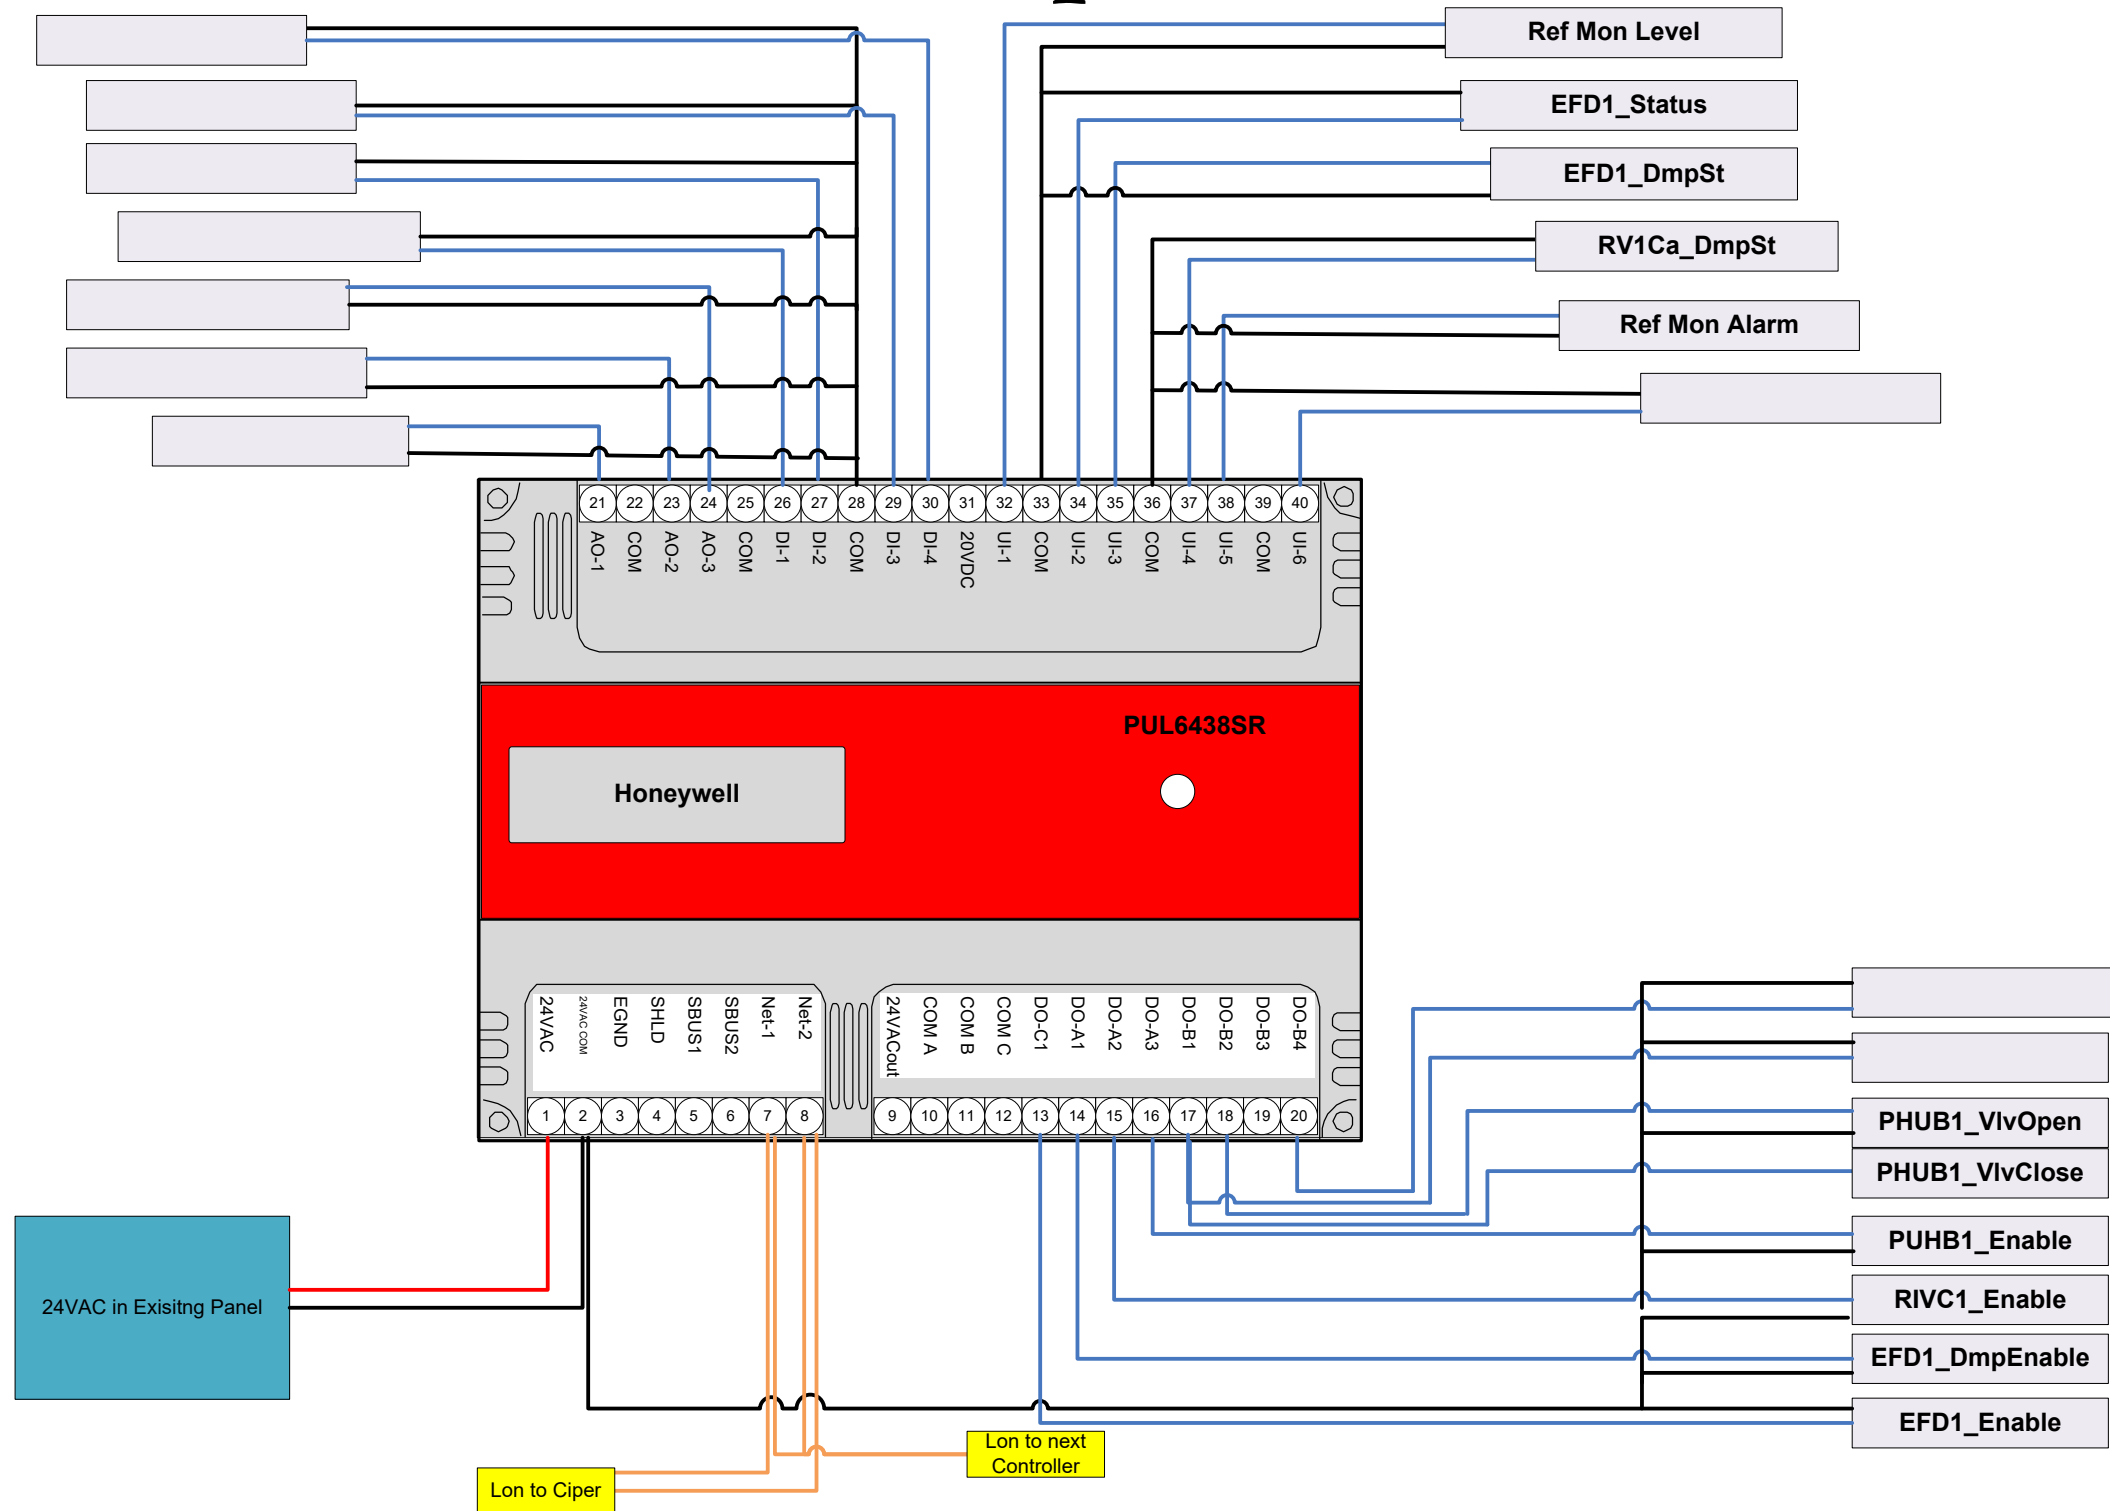 Ref Mon Level
EFD1_Status
EFD1_DmpSt
RV1Ca_DmpSt
Ref Mon Alarm
21 22 23 24 25 26 27 28 29 30 31 32 33 34 35 36 37 38 39 40
AO-1 COM AO-2 AO-3 COM DI-1 DI-2 COM DI-3 DI-4 20VDC UI-1 COM UI-2 UI-3 COM UI-4 UI-5 COM UI-6
PUL6438SR
Honeywell
24VAC 24VAC COM EGND SHLD SBUS1 SBUS2 Net-1 Net-2 24VACout COM A COM B COM C DO-C1 DO-A1 DO-A2 DO-A3 DO-B1 DO-B2 DO-B3 DO-B4
1 2 3 4 5 6 7 8 9 10 11 12 13 14 15 16 17 18 19 20
PHUB1_VlvOpen
PHUB1_VlvClose
PUHB1_Enable
RIVC1_Enable
EFD1_DmpEnable
EFD1_Enable
24VAC in Exisitng Panel
Lon to next
Controller
Lon to Ciper